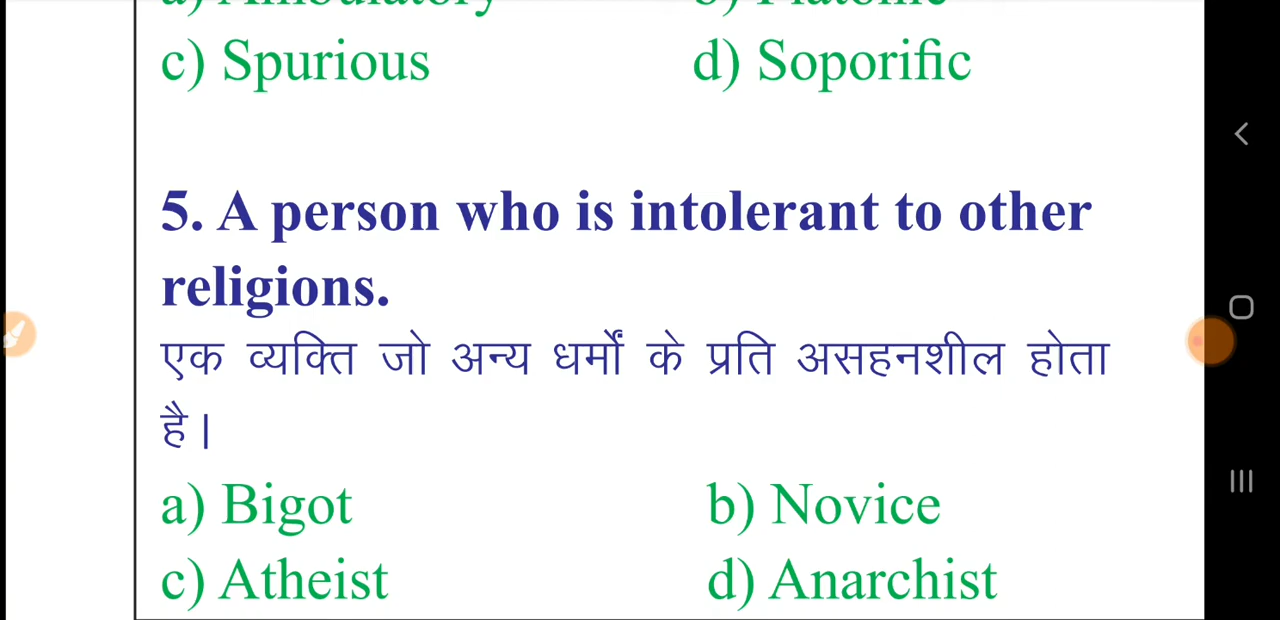 c) Spurious d) Soporific
5. A person who is intolerant to other
religions.
एक व्यक्ति जो अन्य धर्मों के प्रति असहनशील होता
है।
a) Bigot b) Novice
c) Atheist d) Anarchist